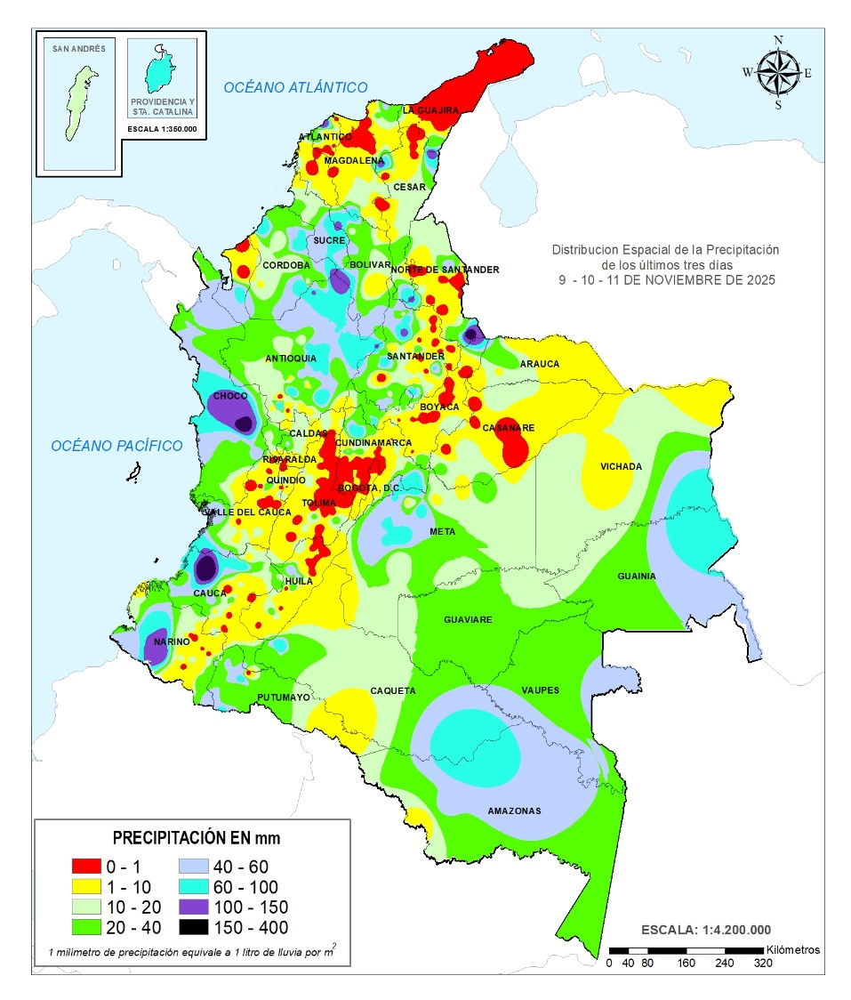 SAN ANDRÉS
PROVIDENCIA Y
STA. CATALINA
ESCALA 1:350.000
OCÉANO ATLÁNTICO
N
W
E
S
LA GUAJIRA
ATLANTICO
MAGDALENA
CESAR
SUCRE
CORDOBA
BOLIVAR
NORTE DE SANTANDER
Distribucion Espacial de la Precipitación
de los últimos tres días
9 - 10 - 11 DE NOVIEMBRE DE 2025
ANTIOQUIA
SANTANDER
ARAUCA
CHOCO
BOYACA
CALDAS
CUNDINAMARCA
CASANARE
OCÉANO PACÍFICO
RISARALDA
VICHADA
QUINDIO
BOGOTA, D.C.
TOLIMA
VALLE DEL CAUCA
META
HUILA
GUAINIA
CAUCA
GUAVIARE
NARINO
PUTUMAYO
CAQUETA
VAUPES
AMAZONAS
PRECIPITACIÓN EN mm
0 - 1
1 - 10
10 - 20
20 - 40
40 - 60
60 - 100
100 - 150
150 - 400
1 milimetro de precipitación equivale a 1 litro de lluvia por m2
ESCALA: 1:4.200.000
Kilómetros
0 40 80 160 240 320